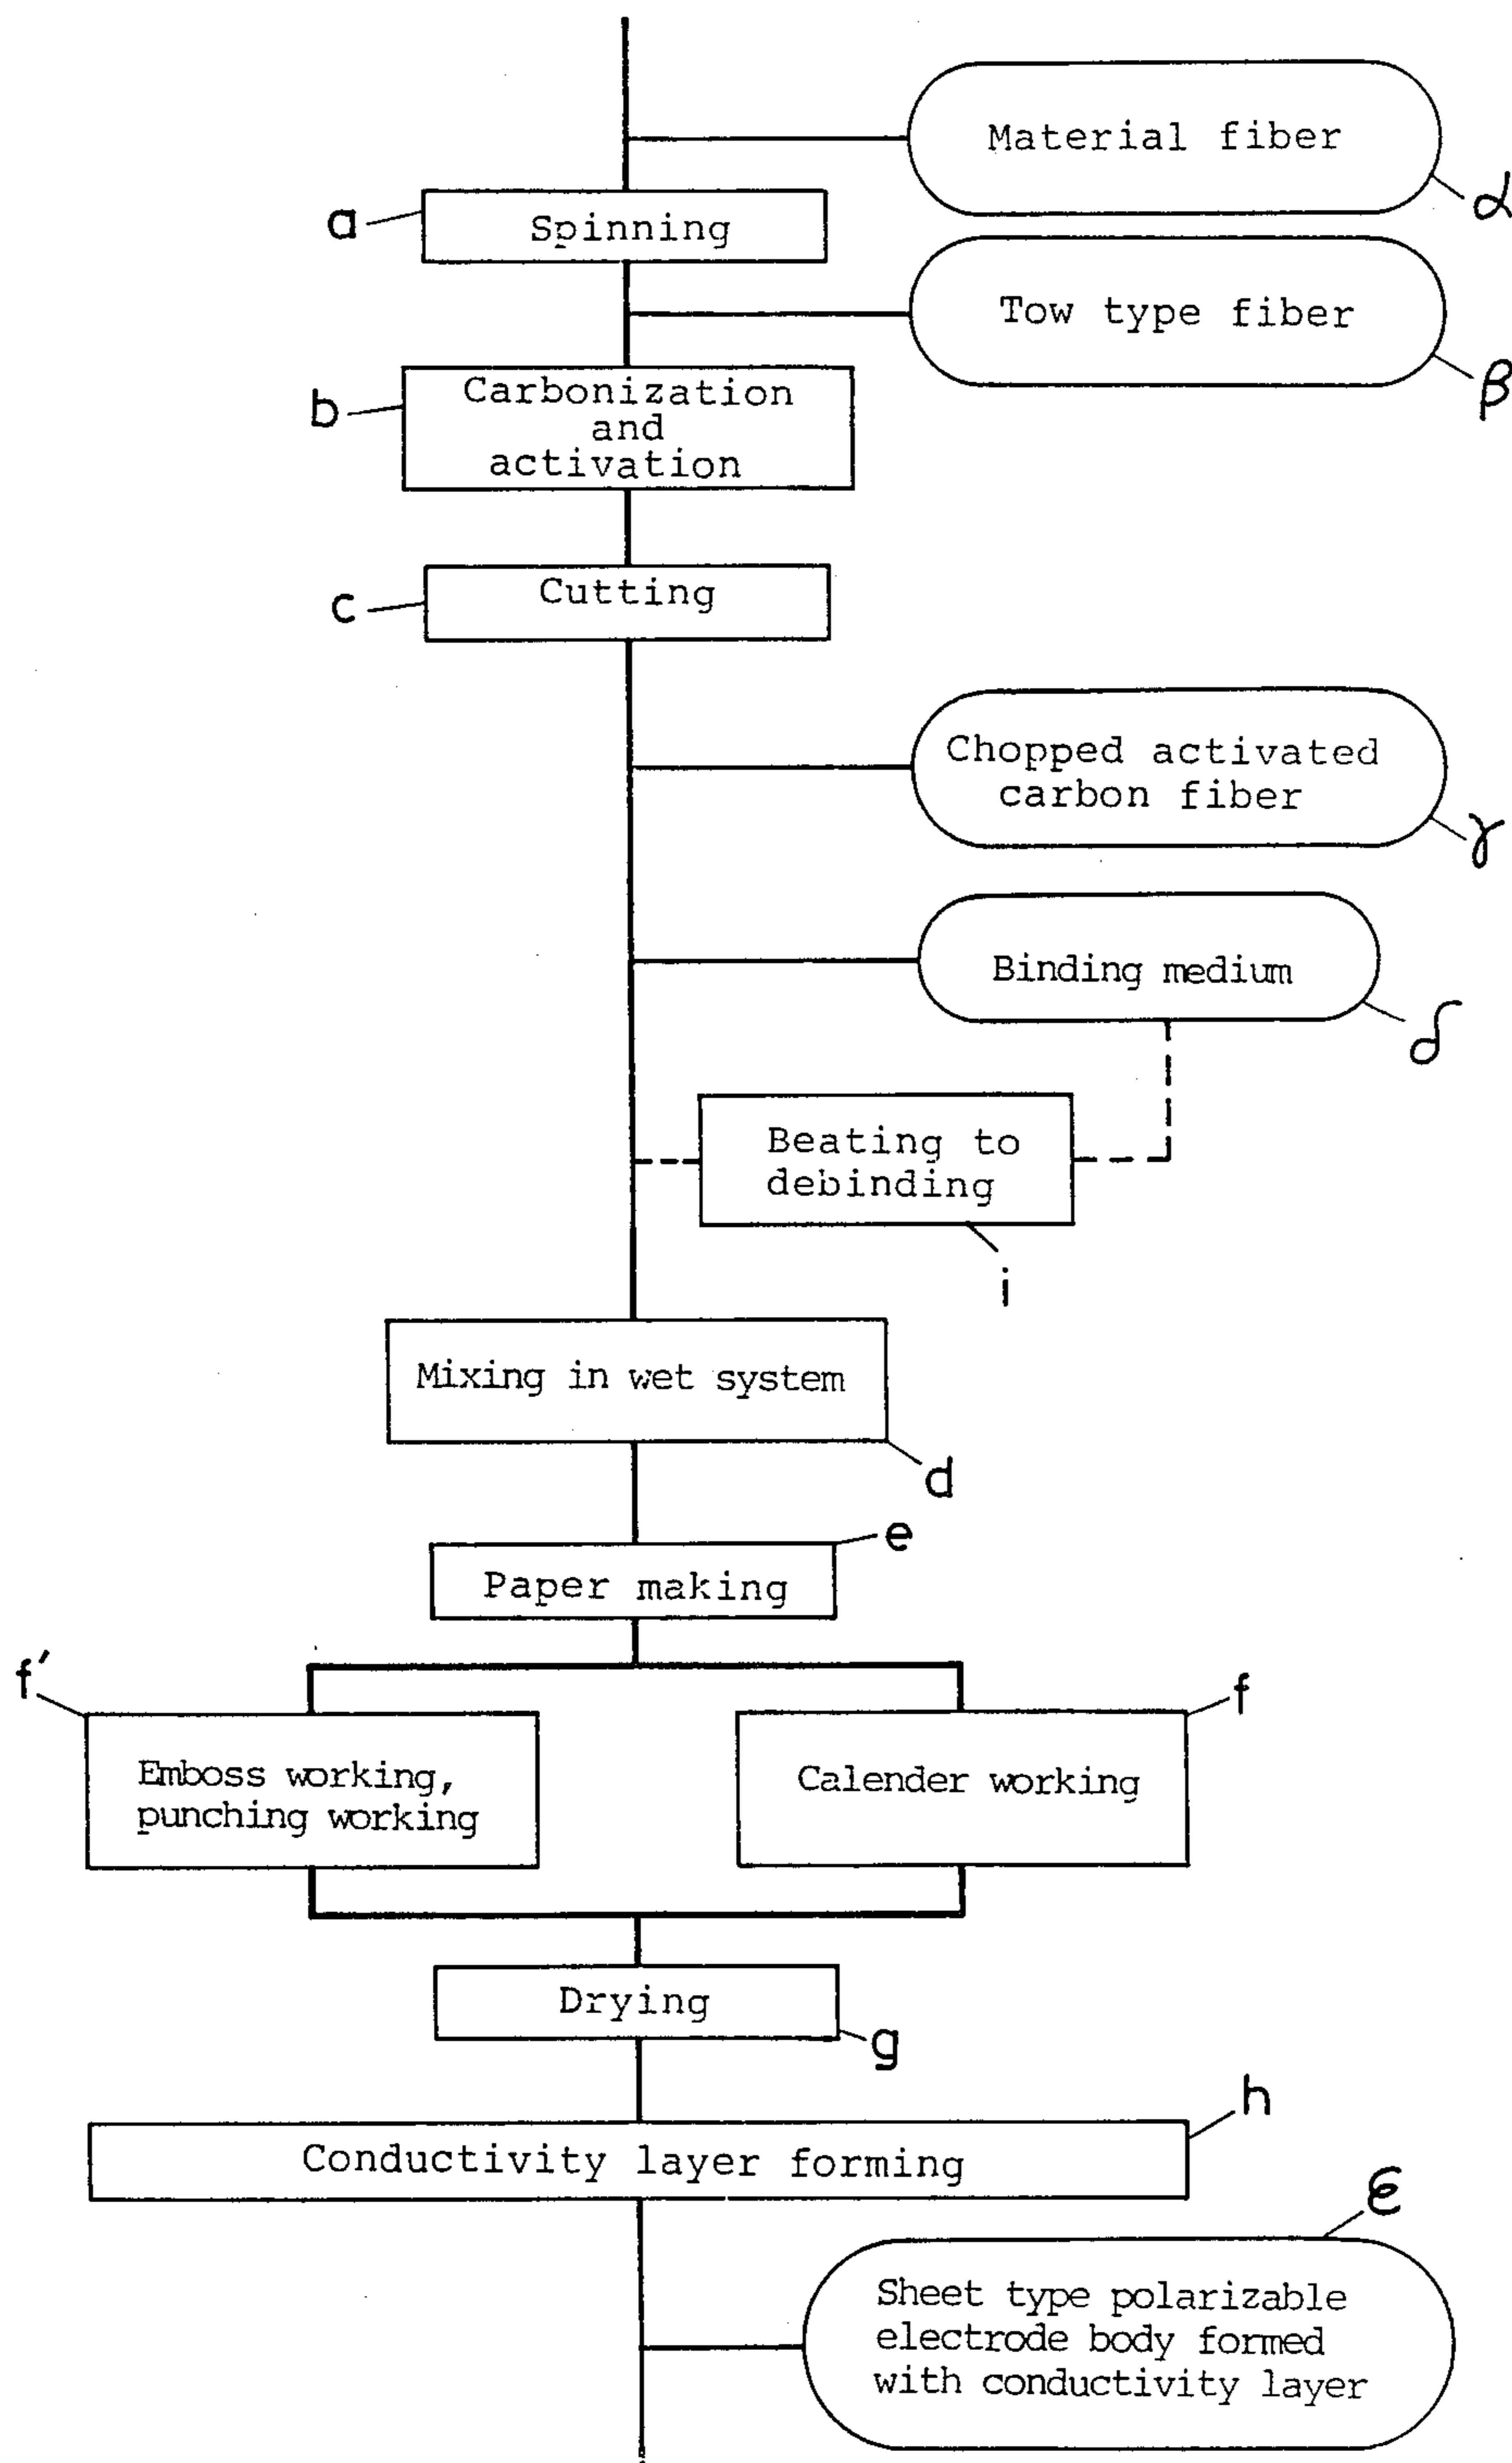 Material fiber
α
a
Spinning
Tow type fiber
β
b
Carbonization
and
activation
c
Cutting
Chopped activated
carbon fiber
γ
Binding medium
δ
Beating to
debinding
i
Mixing in wet system
d
e
Paper making
f'
f
Emboss working,
punching working
Calender working
Drying
g
h
Conductivity layer forming
ε
Sheet type polarizable
electrode body formed
with conductivity layer